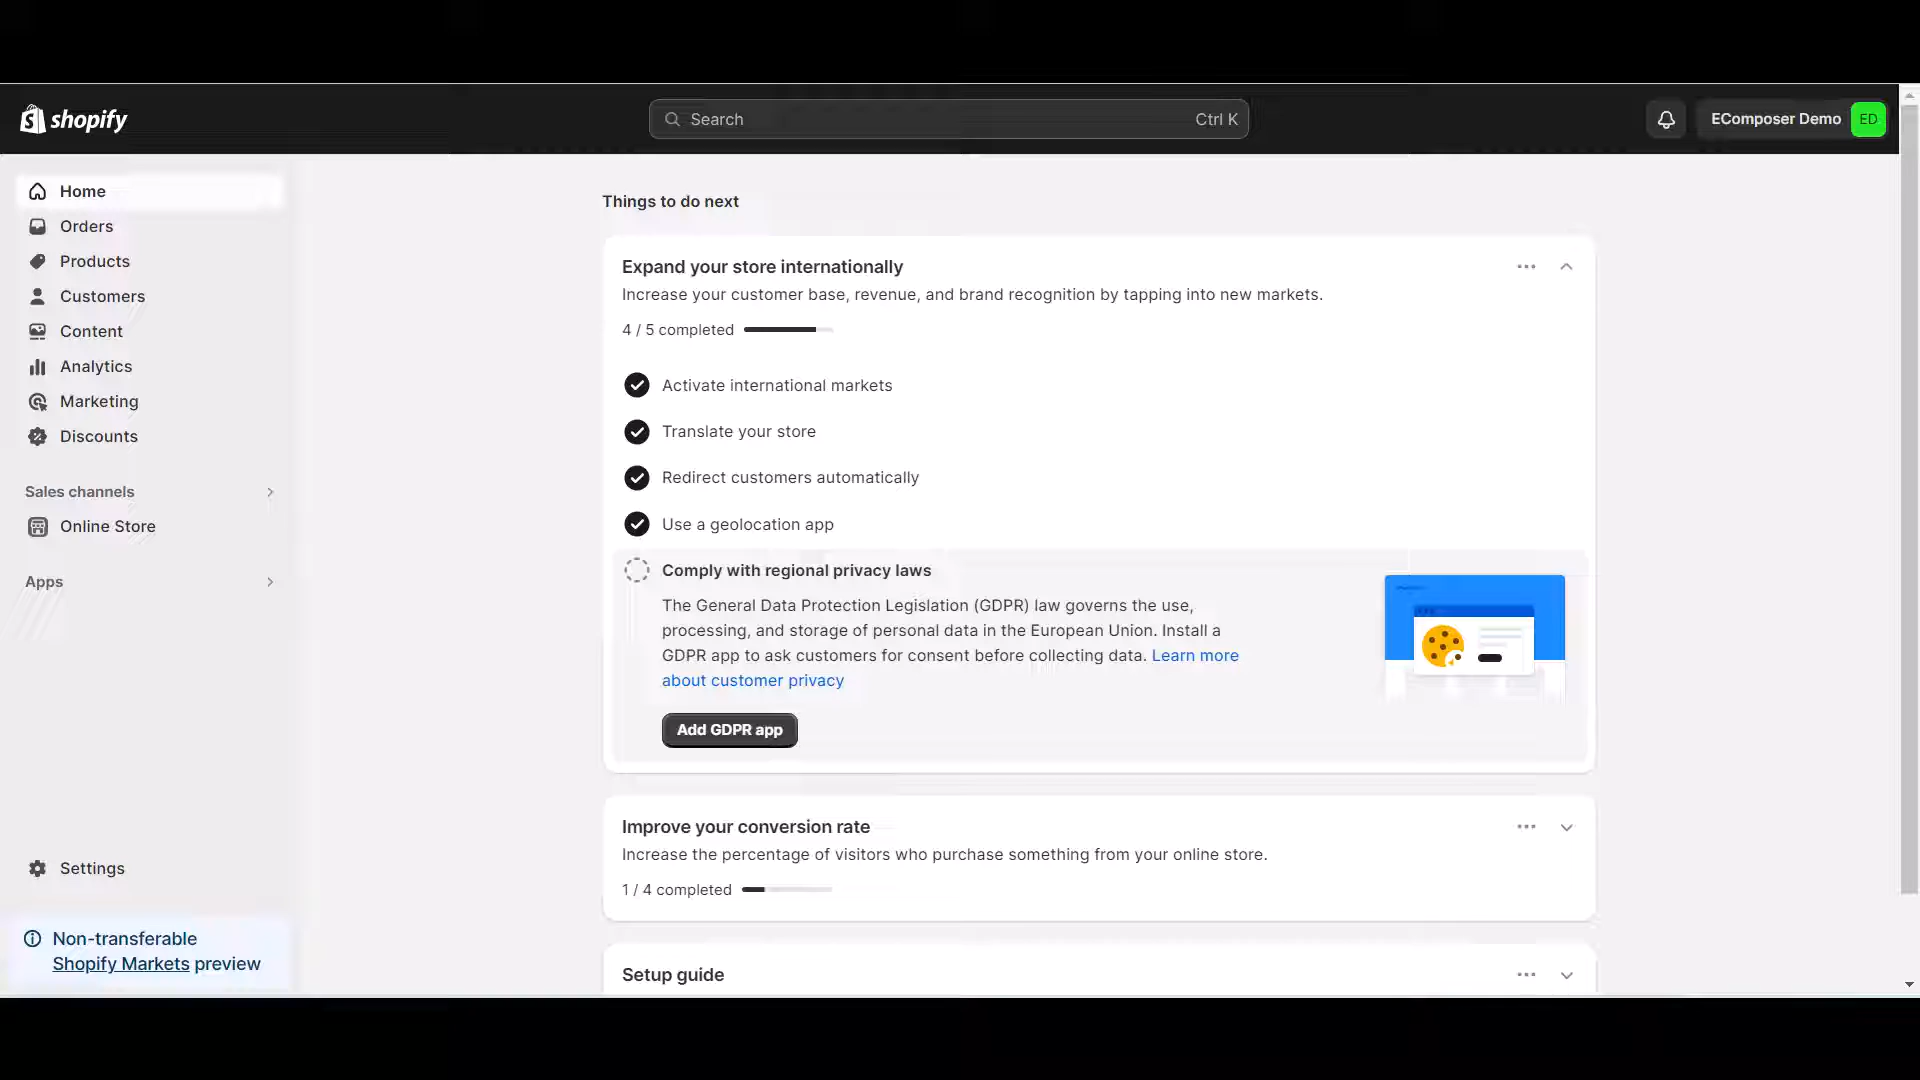 shopify
Search
Ctrl K
EComposer Demo
ED
Home
Orders
Products
Customers
Content
Analytics
Marketing
Discounts
Sales channels
Online Store
Apps
Settings
Non-transferable
Shopify Markets preview
Things to do next
Expand your store internationally
Increase your customer base, revenue, and brand recognition by tapping into new markets.
4 / 5 completed
Activate international markets
Translate your store
Redirect customers automatically
Use a geolocation app
Comply with regional privacy laws
The General Data Protection Legislation (GDPR) law governs the use,
processing, and storage of personal data in the European Union. Install a
GDPR app to ask customers for consent before collecting data. Learn more
about customer privacy
Add GDPR app
Improve your conversion rate
Increase the percentage of visitors who purchase something from your online store.
1 / 4 completed
Setup guide